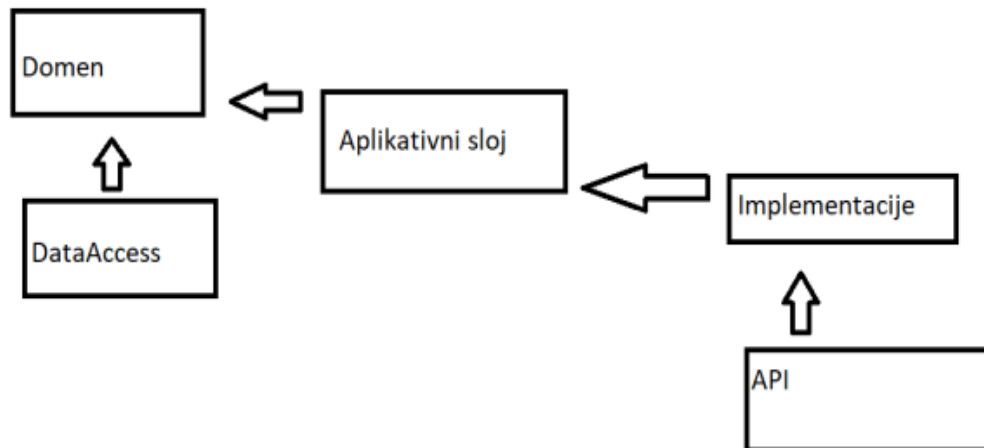 Domen
Aplikativni sloj
Implementacije
DataAccess
API